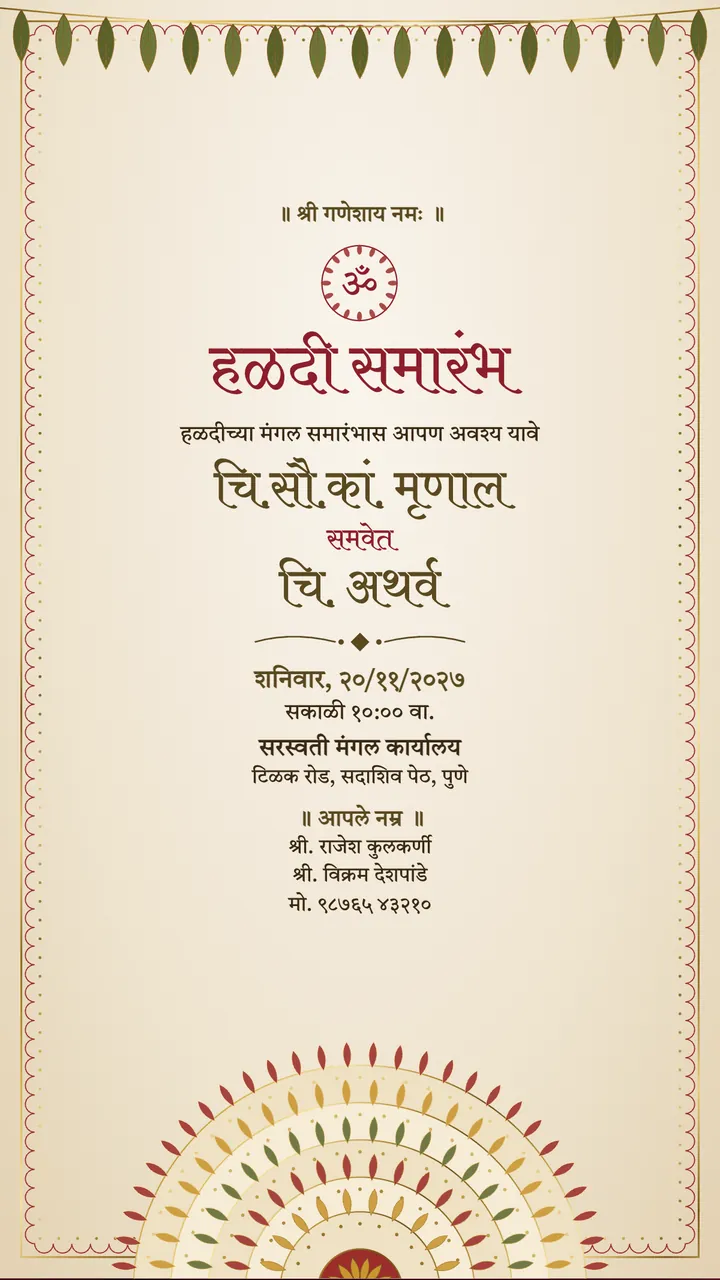 ॥ श्री गणेशाय नमः ॥
ॐ
हळदी समारंभ
हळदीच्या मंगल समारंभास आपण अवश्य यावे
चि.सौ.कां. मृणाल
समवेत
चि. अथर्व
शनिवार, २०/११/२०२७
सकाळी १०:०० वा.
सरस्वती मंगल कार्यालय
टिळक रोड, सदाशिव पेठ, पुणे
॥ आपले नम्र ॥
श्री. राजेश कुलकर्णी
श्री. विक्रम देशपांडे
मो. ९८७६५ ४३२१०